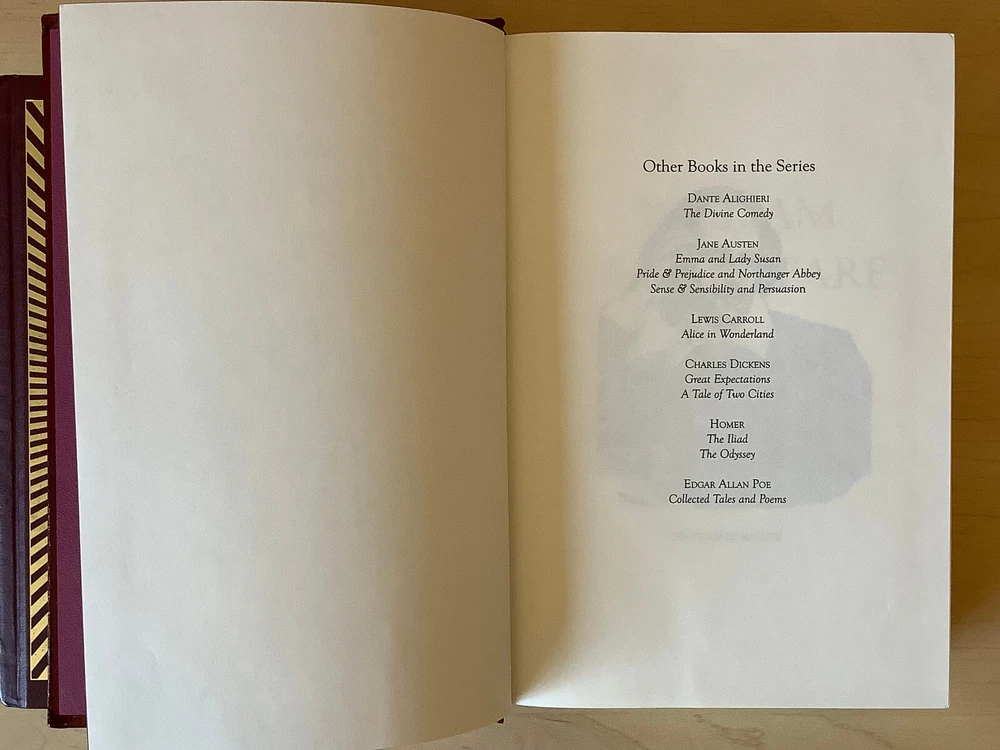 Other Books in the Series
Dante Alighieri
The Divine Comedy
Jane Austen
Emma and Lady Susan
Pride & Prejudice and Northanger Abbey
Sense & Sensibility and Persuasion
Lewis Carroll
Alice in Wonderland
Charles Dickens
Great Expectations
A Tale of Two Cities
Homer
The Iliad
The Odyssey
Edgar Allan Poe
Collected Tales and Poems